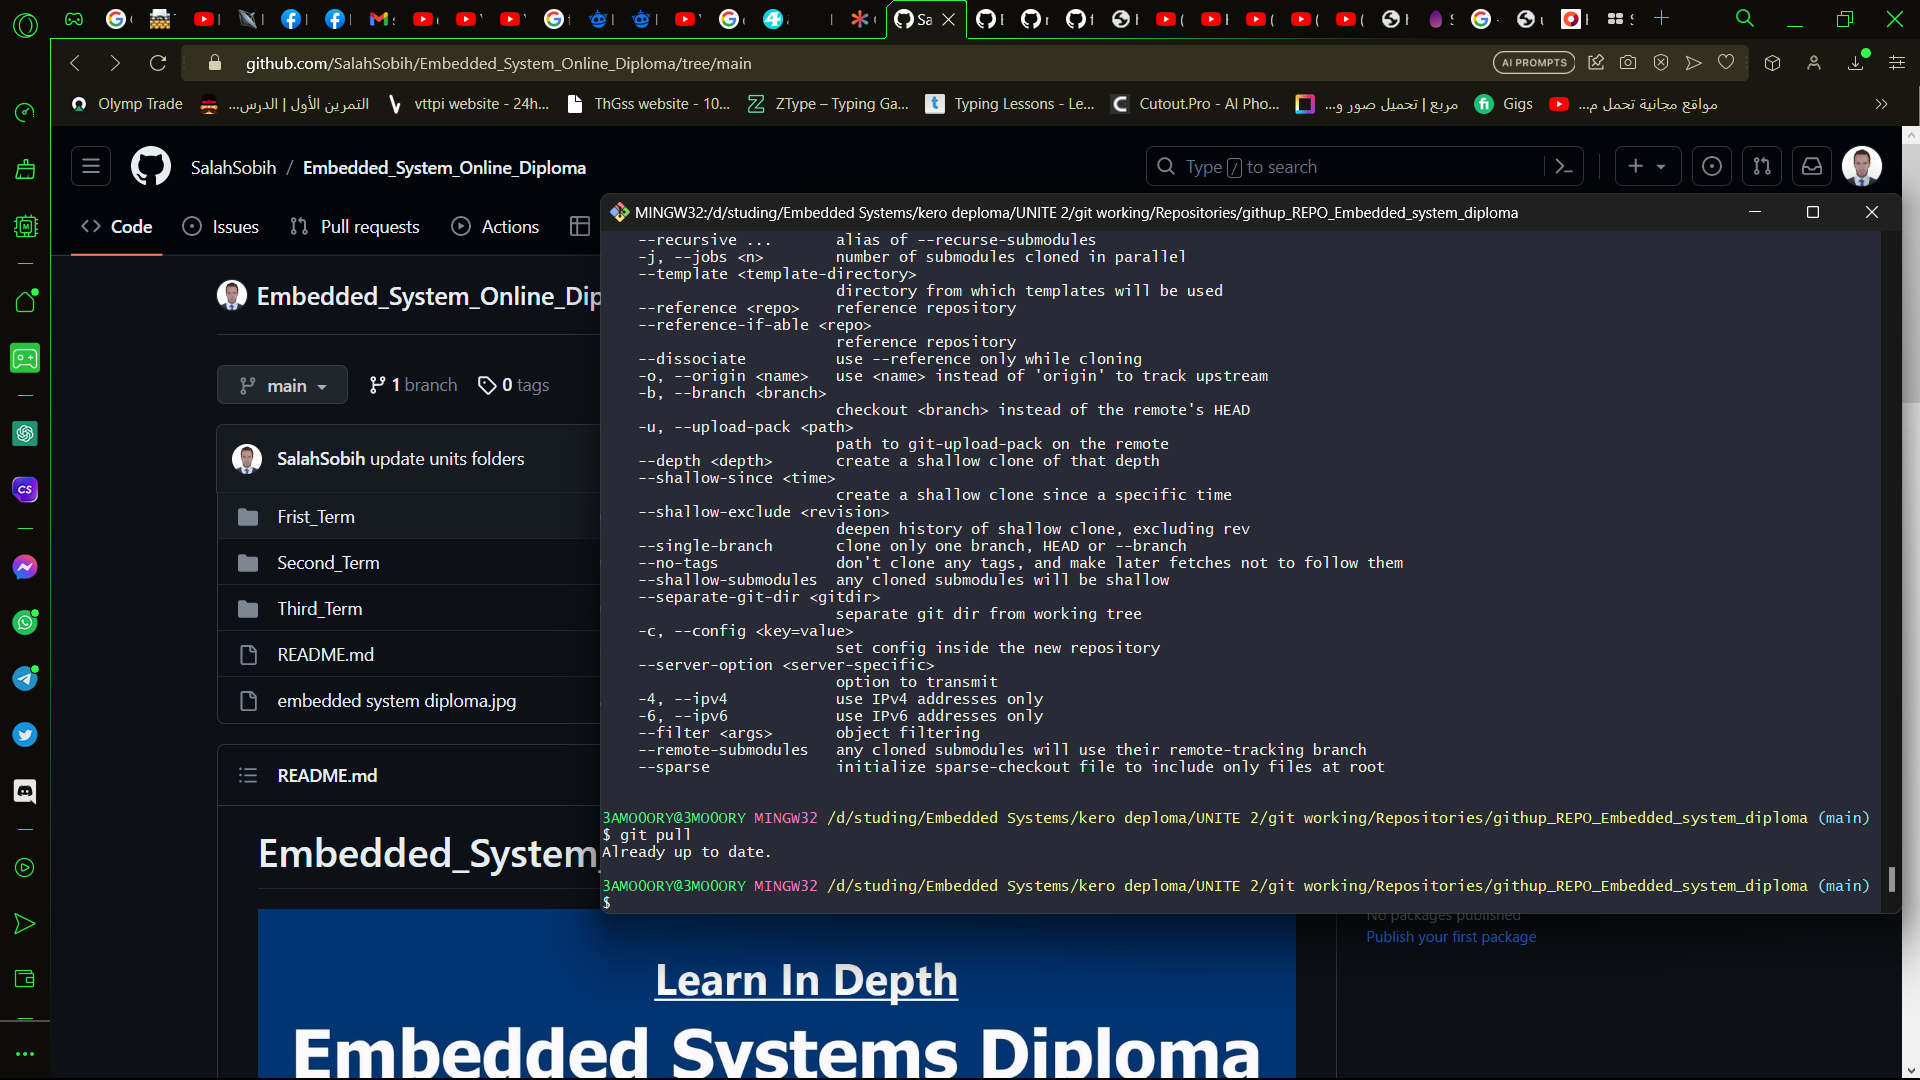 github.com/SalahSobih/Embedded_System_Online_Diploma/tree/main
AI PROMPTS
Olymp Trade
التمرين الأول | الدرس...
vttpi website - 24h...
ThGss website - 10...
ZType – Typing Ga...
Typing Lessons - Le...
Cutout.Pro - AI Pho...
مربع | تحميل صور و...
Gigs
مواقع مجانية تحمل م...
SalahSobih / Embedded_System_Online_Diploma
Type / to search
Code
Issues
Pull requests
Actions
MINGW32:/d/studing/Embedded Systems/kero deploma/UNITE 2/git working/Repositories/githup_REPO_Embedded_system_diploma
Embedded_System_Online_Dip
main
1 branch
0 tags
SalahSobih update units folders
Frist_Term
Second_Term
Third_Term
README.md
embedded system diploma.jpg
README.md
Embedded_System_
Learn In Depth
Embedded Systems Diploma
--recursive ... alias of --recurse-submodules
-j, --jobs <n> number of submodules cloned in parallel
--template <template-directory>
directory from which templates will be used
--reference <repo> reference repository
--reference-if-able <repo>
reference repository
--dissociate use --reference only while cloning
-o, --origin <name> use <name> instead of 'origin' to track upstream
-b, --branch <branch>
checkout <branch> instead of the remote's HEAD
-u, --upload-pack <path>
path to git-upload-pack on the remote
--depth <depth> create a shallow clone of that depth
--shallow-since <time>
create a shallow clone since a specific time
--shallow-exclude <revision>
deepen history of shallow clone, excluding rev
--single-branch clone only one branch, HEAD or --branch
--no-tags don't clone any tags, and make later fetches not to follow them
--shallow-submodules any cloned submodules will be shallow
--separate-git-dir <gitdir>
separate git dir from working tree
-c, --config <key=value>
set config inside the new repository
--server-option <server-specific>
option to transmit
-4, --ipv4 use IPv4 addresses only
-6, --ipv6 use IPv6 addresses only
--filter <args> object filtering
--remote-submodules any cloned submodules will use their remote-tracking branch
--sparse initialize sparse-checkout file to include only files at root
3AMOOORY@3MOOORY MINGW32 /d/studing/Embedded Systems/kero deploma/UNITE 2/git working/Repositories/githup_REPO_Embedded_system_diploma (main)
$ git pull
Already up to date.
3AMOOORY@3MOOORY MINGW32 /d/studing/Embedded Systems/kero deploma/UNITE 2/git working/Repositories/githup_REPO_Embedded_system_diploma (main)
$
No packages published
Publish your first package